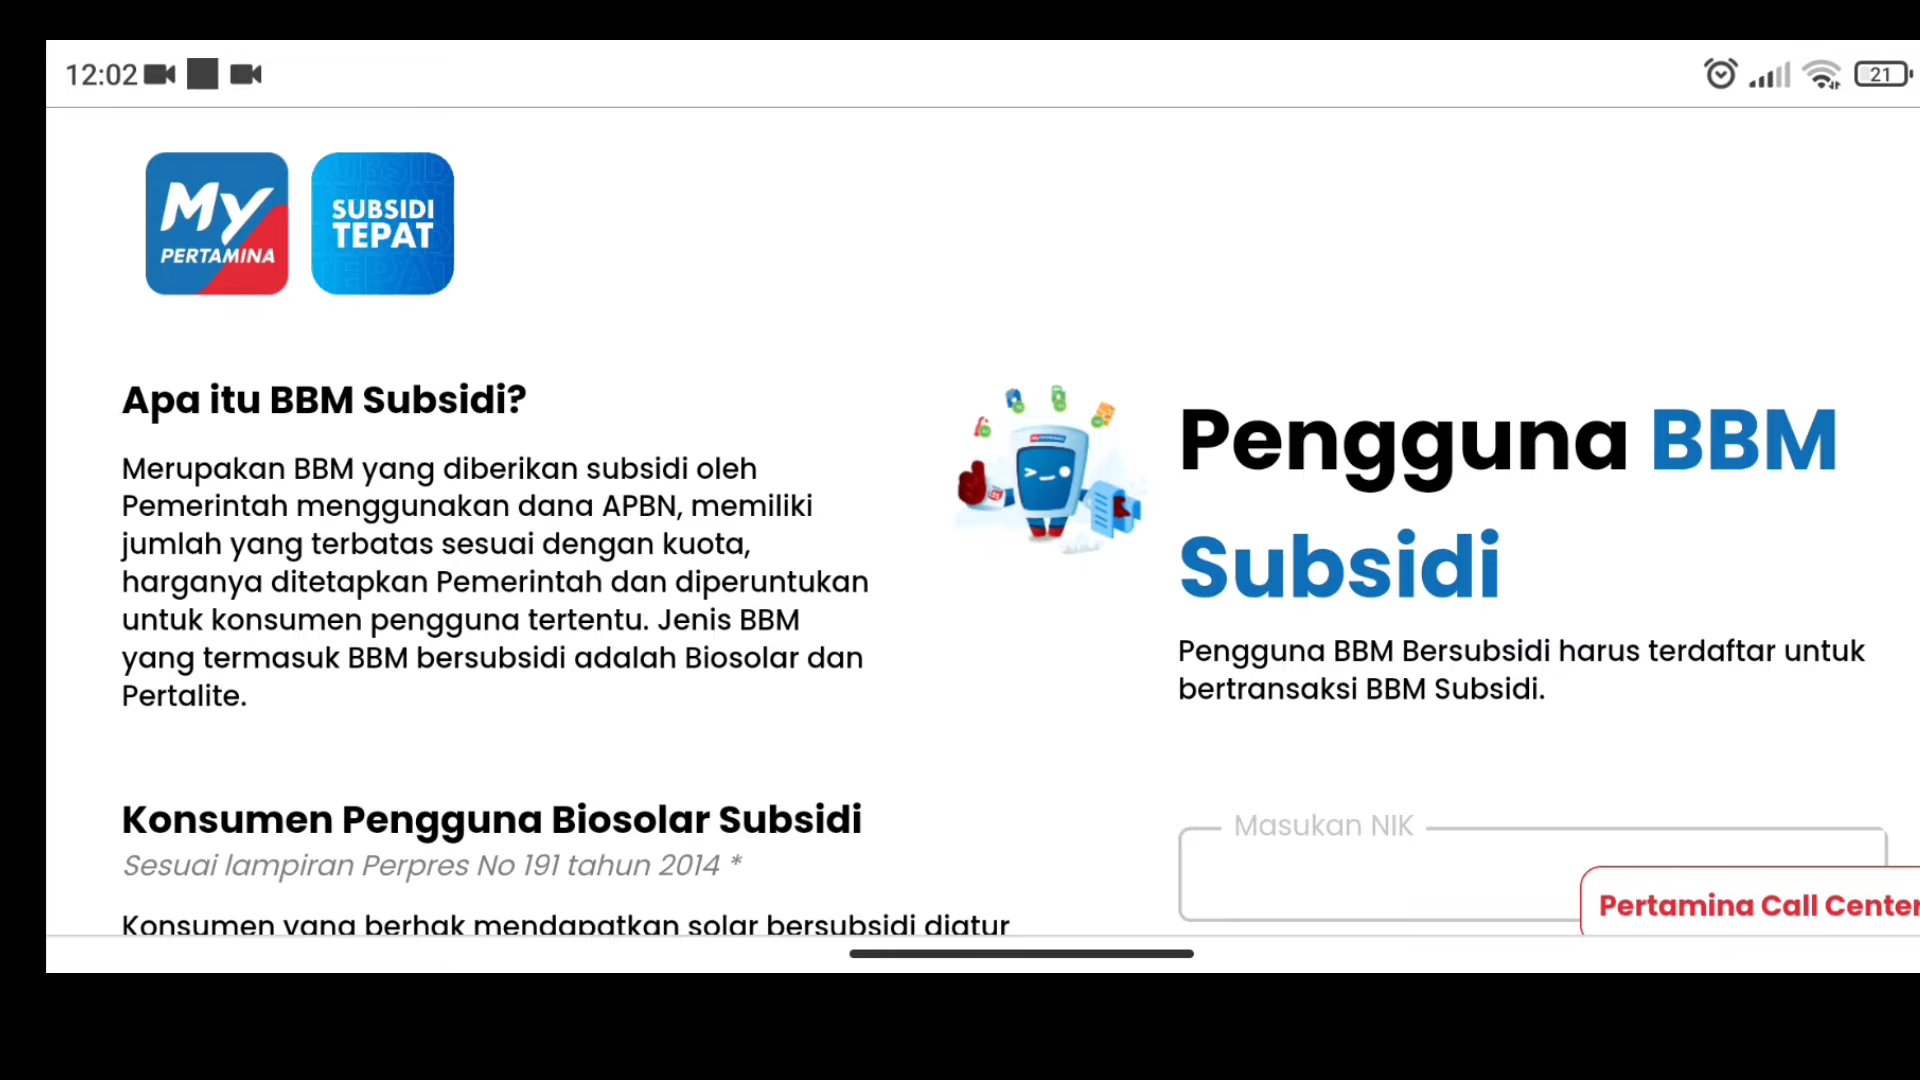 12:02
21
My
PERTAMINA
SUBSIDI
TEPAT
Apa itu BBM Subsidi?
Merupakan BBM yang diberikan subsidi oleh
Pemerintah menggunakan dana APBN, memiliki
jumlah yang terbatas sesuai dengan kuota,
harganya ditetapkan Pemerintah dan diperuntukan
untuk konsumen pengguna tertentu. Jenis BBM
yang termasuk BBM bersubsidi adalah Biosolar dan
Pertalite.
Konsumen Pengguna Biosolar Subsidi
Sesuai lampiran Perpres No 191 tahun 2014 *
Konsumen yang berhak mendapatkan solar bersubsidi diatur
Pengguna BBM
Subsidi
Pengguna BBM Bersubsidi harus terdaftar untuk
bertransaksi BBM Subsidi.
Masukan NIK
Pertamina Call Center